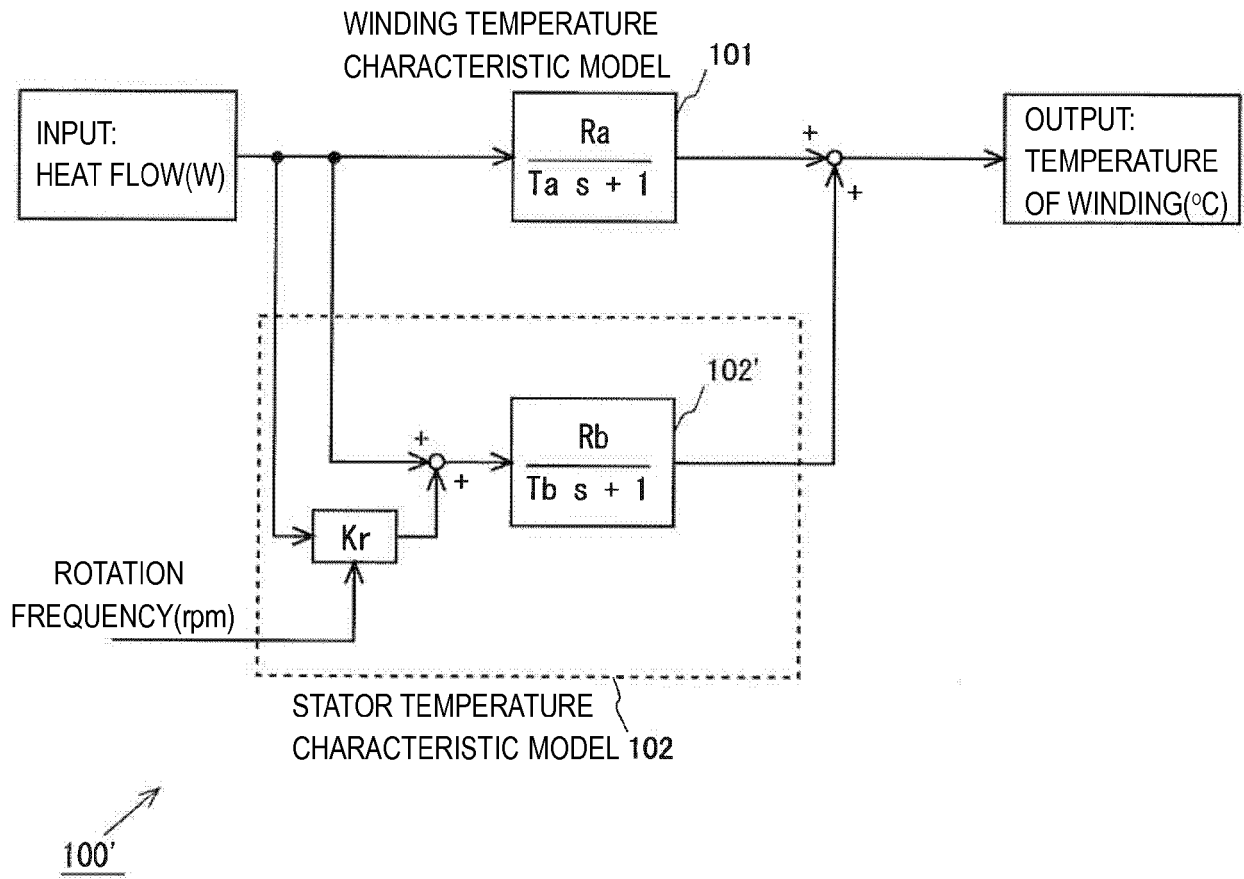 WINDING TEMPERATURE
CHARACTERISTIC MODEL
101
INPUT:
HEAT FLOW(W)
Ra
Ta s + 1
+
+
OUTPUT:
TEMPERATURE
OF WINDING(°C)
102'
Rb
Tb s + 1
+
+
Kr
ROTATION
FREQUENCY(rpm)
STATOR TEMPERATURE
CHARACTERISTIC MODEL 102
100'